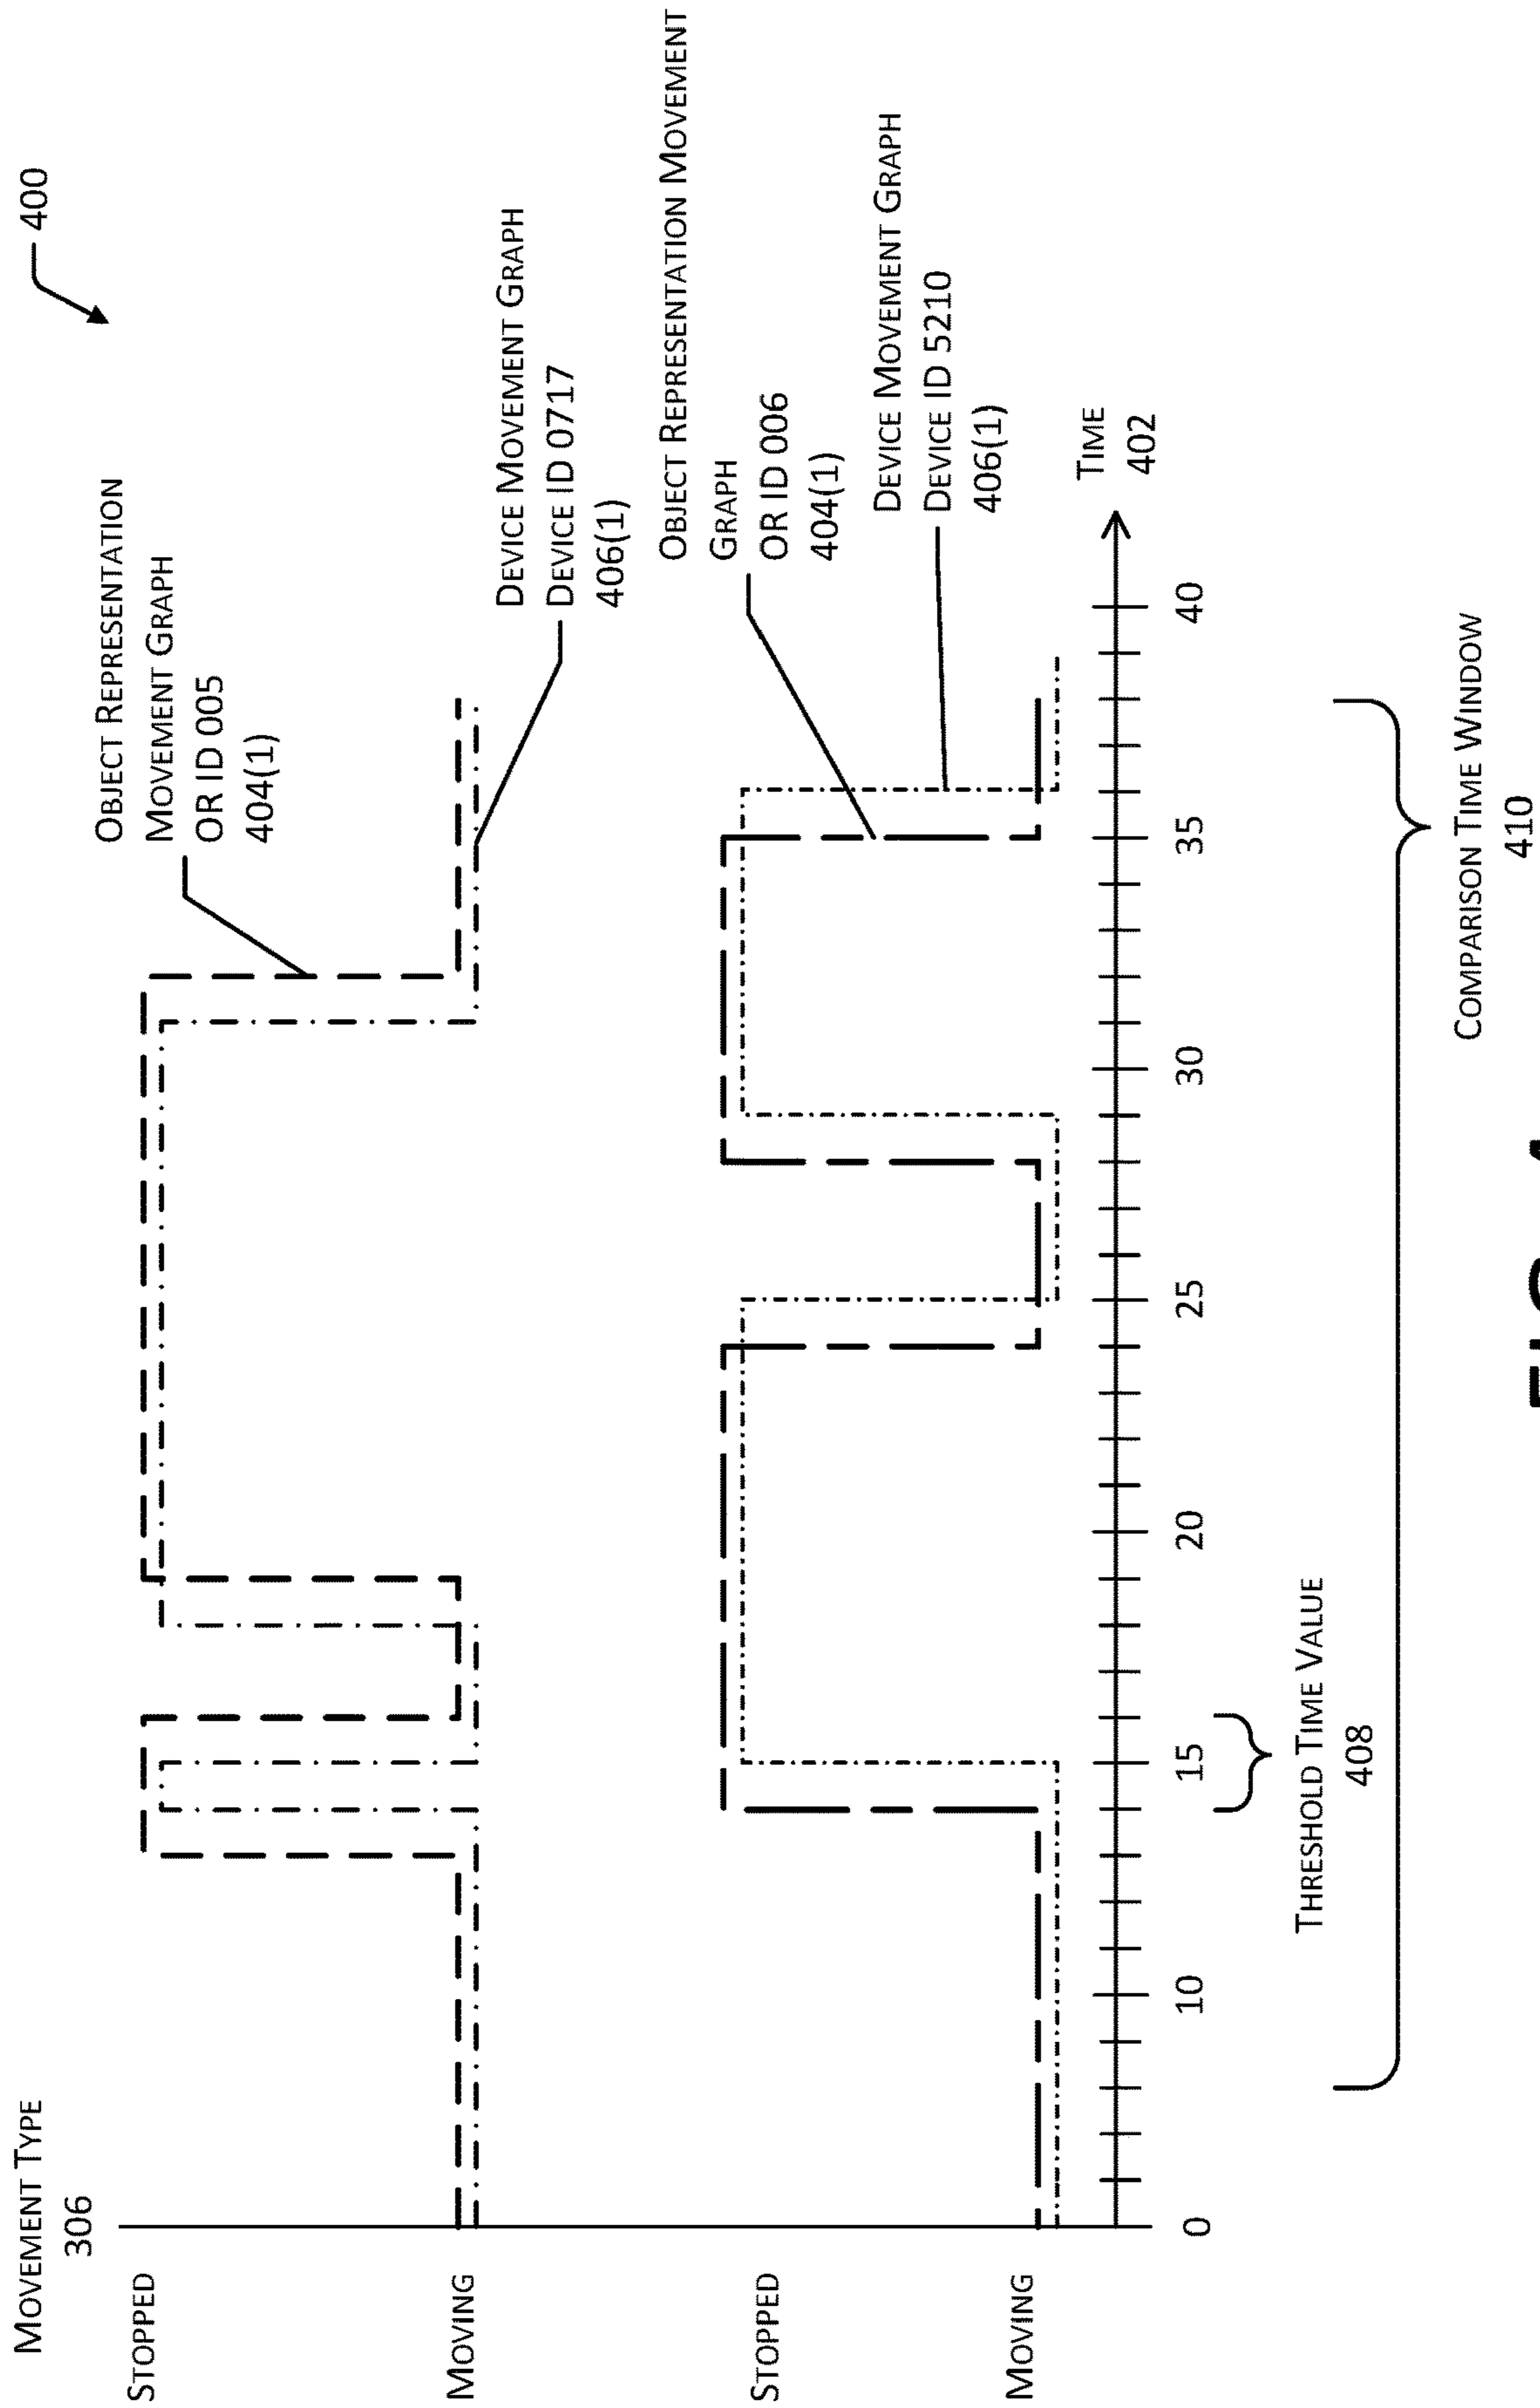 400
MOVEMENT TYPE
306
STOPPED
MOVING
STOPPED
MOVING
OBJECT REPRESENTATION
MOVEMENT GRAPH
OR ID 005
404(1)
DEVICE MOVEMENT GRAPH
DEVICE ID 0717
406(1)
OBJECT REPRESENTATION MOVEMENT
GRAPH
OR ID 006
404(1)
DEVICE MOVEMENT GRAPH
DEVICE ID 5210
406(1)
TIME
402
0 10 15 20 25 30 35 40
THRESHOLD TIME VALUE
408
COMPARISON TIME WINDOW
410